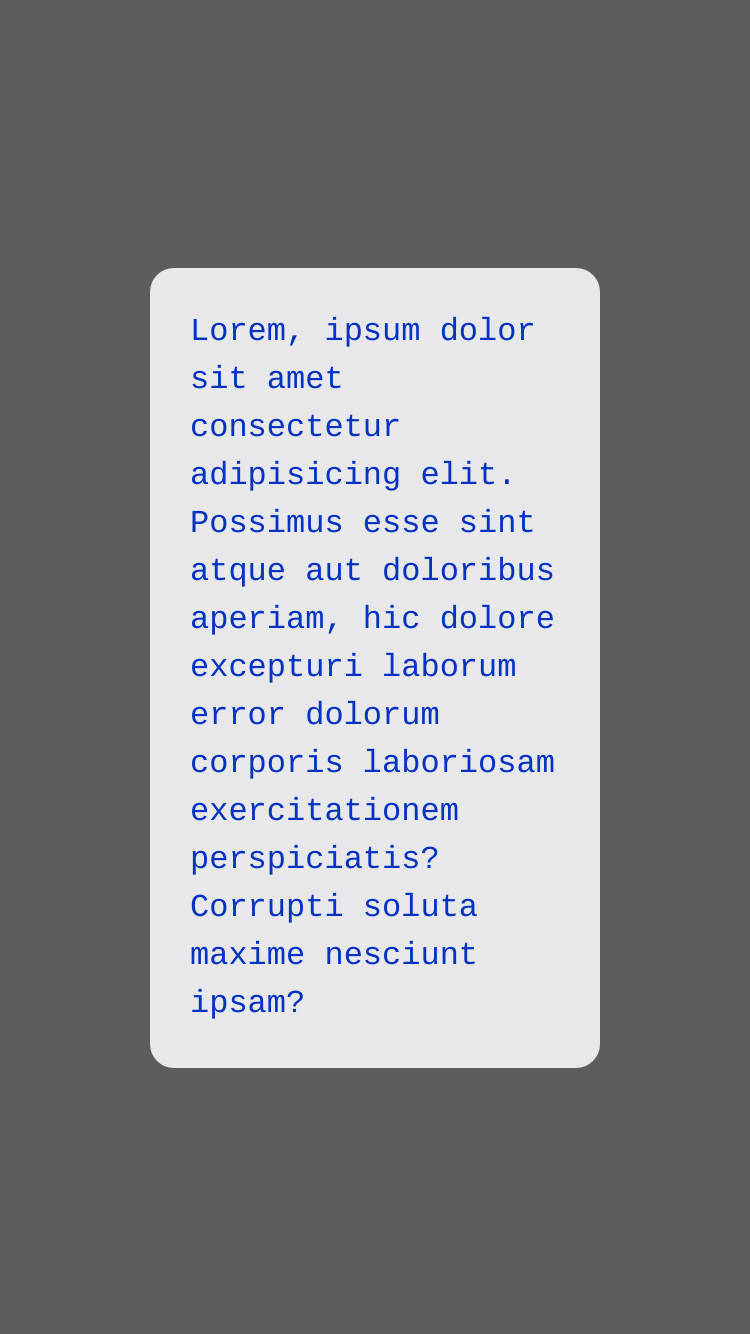 Lorem, ipsum dolor
sit amet
consectetur
adipisicing elit.
Possimus esse sint
atque aut doloribus
aperiam, hic dolore
excepturi laborum
error dolorum
corporis laboriosam
exercitationem
perspiciatis?
Corrupti soluta
maxime nesciunt
ipsam?